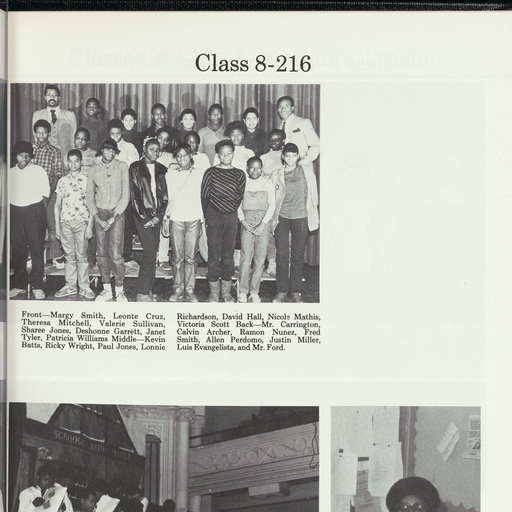 Class 8-216
Front—Margy Smith, Leonte Cruz,
Theresa Mitchell, Valerie Sullivan,
Sharee Jones, Deshonne Garrett, Janet
Tyler, Patricia Williams Middle—Kevin
Batts, Ricky Wright, Paul Jones, Lonnie
Richardson, David Hall, Nicole Mathis,
Victoria Scott Back—Mr. Carrington,
Calvin Archer, Ramon Nunez, Fred
Smith, Allen Perdomo, Justin Miller,
Luis Evangelista, and Mr. Ford.
SCHOOL